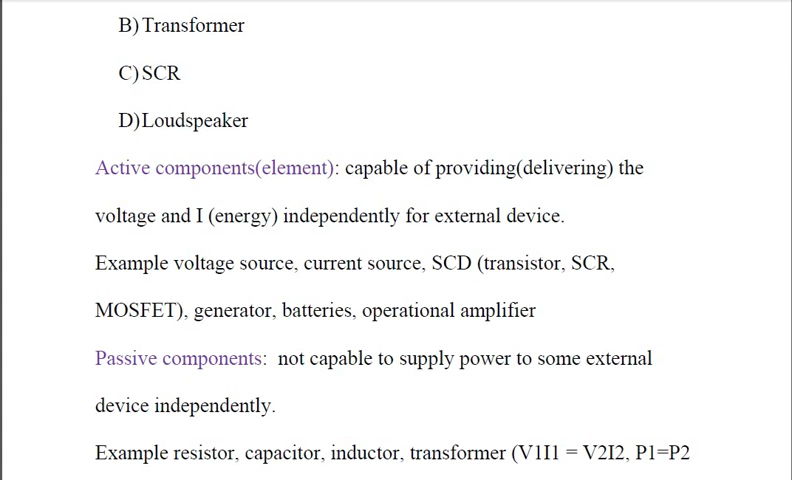 B)Transformer
C)SCR
D)Loudspeaker
Active components(element): capable of providing(delivering) the
voltage and I (energy) independently for external device.
Example voltage source, current source, SCD (transistor, SCR,
MOSFET), generator, batteries, operational amplifier
Passive components:  not capable to supply power to some external
device independently.
Example resistor, capacitor, inductor, transformer (V1I1 = V2I2, P1=P2